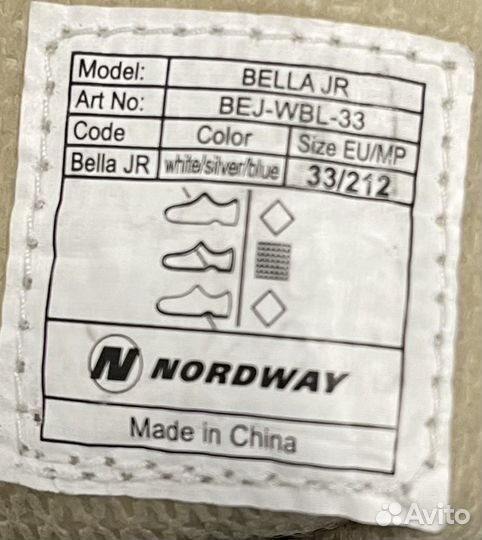 Model: BELLA JR
Art No: BEJ-WBL-33
Code Color Size EU/MP
Bella JR white/silver/blue 33/212
N NORDWAY
Made in China
Avito